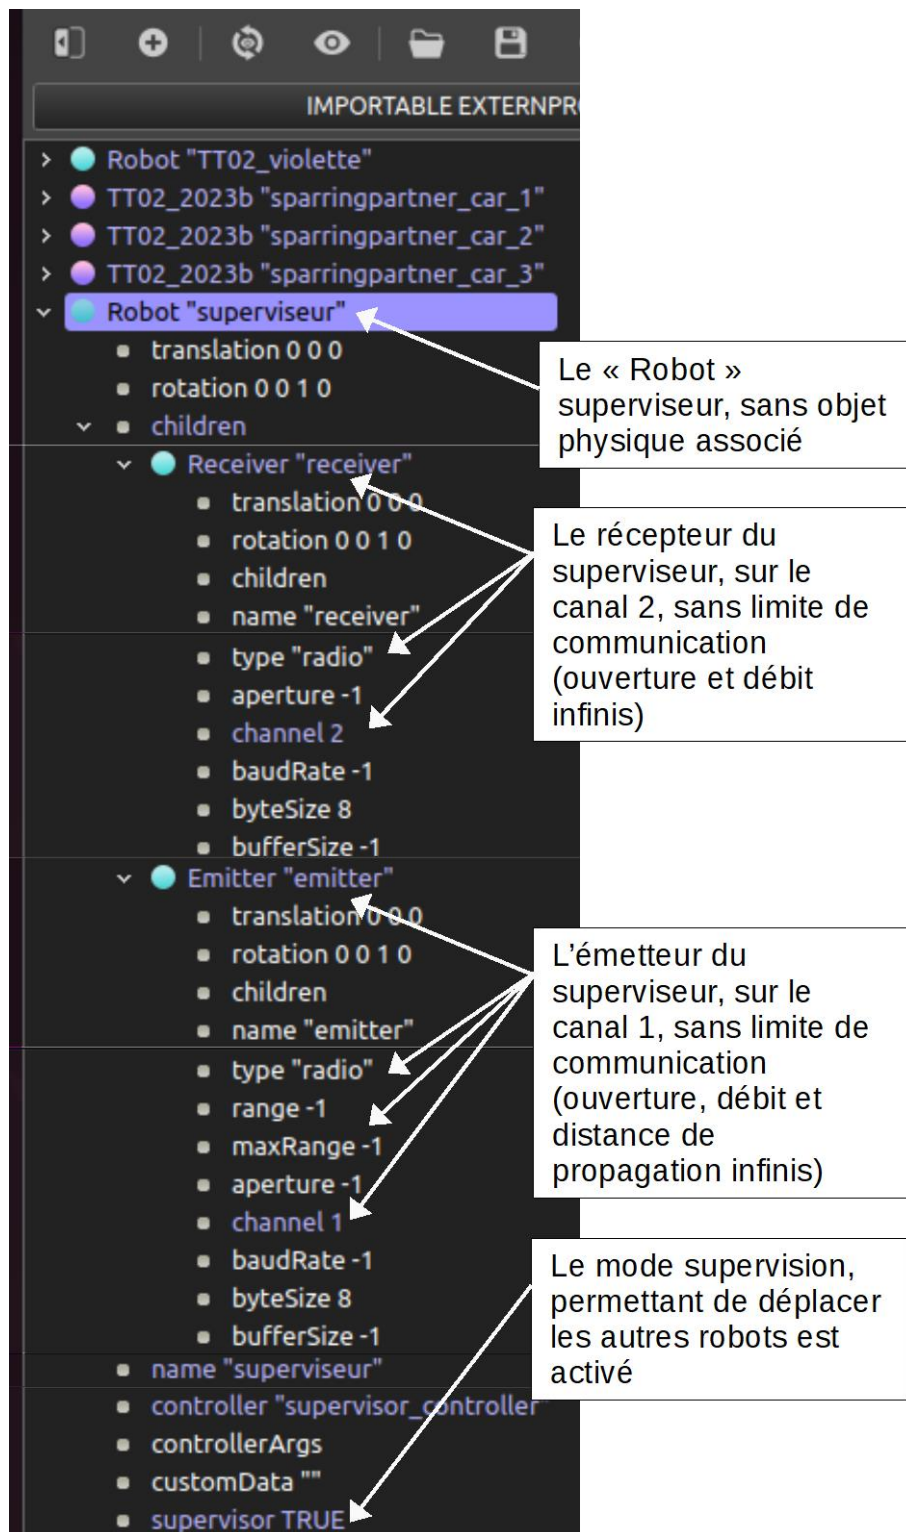 IMPORTABLE EXTERNPR
Robot "TT02_violette"
TT02_2023b "sparringpartner_car_1"
TT02_2023b "sparringpartner_car_2"
TT02_2023b "sparringpartner_car_3"
Robot "superviseur"
translation 0 0 0
rotation 0 0 1 0
children
Receiver "receiver"
translation 0 0 0
rotation 0 0 1 0
children
name "receiver"
type "radio"
aperture -1
channel 2
baudRate -1
byteSize 8
bufferSize -1
Emitter "emitter"
translation 0 0 0
rotation 0 0 1 0
children
name "emitter"
type "radio"
range -1
maxRange -1
aperture -1
channel 1
baudRate -1
byteSize 8
bufferSize -1
name "superviseur"
controller "supervisor_controller"
controllerArgs
customData ""
supervisor TRUE
Le « Robot »
superviseur, sans objet
physique associé
Le récepteur du
superviseur, sur le
canal 2, sans limite de
communication
(ouverture et débit
infinis)
L'émetteur du
superviseur, sur le
canal 1, sans limite de
communication
(ouverture, débit et
distance de
propagation infinis)
Le mode supervision,
permettant de déplacer
les autres robots est
activé